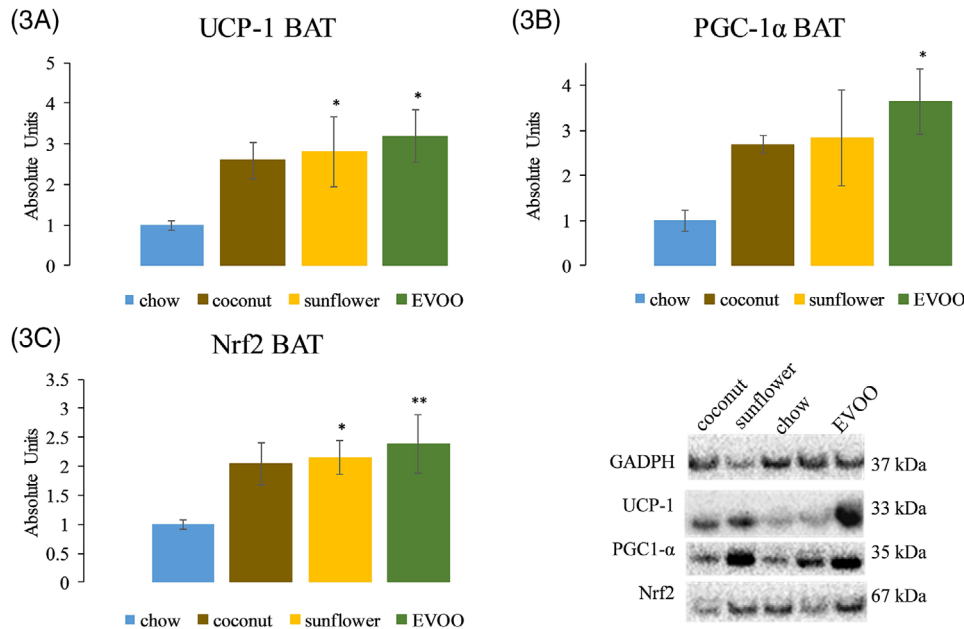 (3A)
UCP-1 BAT
5
4
3
2
1
0
Absolute Units
*
*
chow coconut sunflower EVOO
(3B)
PGC-1α BAT
4
3
2
1
0
Absolute Units
*
chow coconut sunflower EVOO
(3C)
Nrf2 BAT
3.5
3
2.5
2
1.5
1
0.5
0
Absolute Units
*
**
chow coconut sunflower EVOO
coconut sunflower chow EVOO
GADPH 37 kDa
UCP-1 33 kDa
PGC1-α 35 kDa
Nrf2 67 kDa